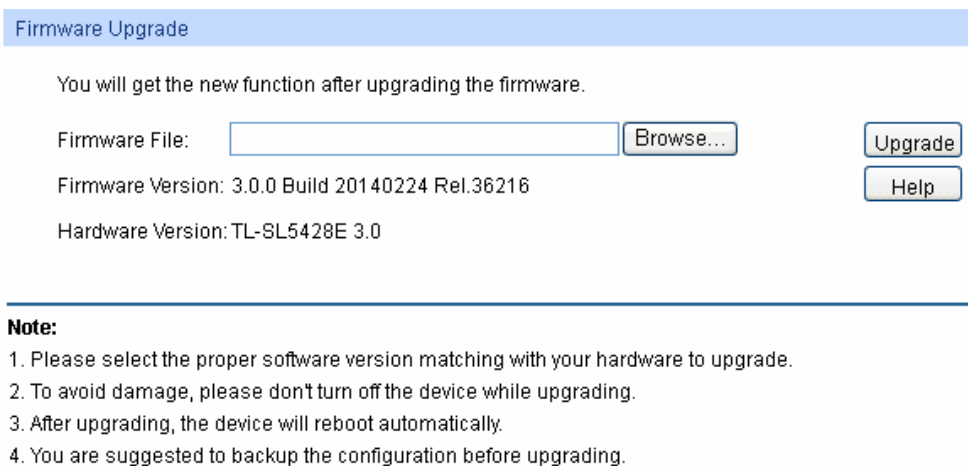 Firmware Upgrade
You will get the new function after upgrading the firmware.
Firmware File: Browse... Upgrade
Firmware Version: 3.0.0 Build 20140224 Rel.36216 Help
Hardware Version: TL-SL5428E 3.0
Note:
1. Please select the proper software version matching with your hardware to upgrade.
2. To avoid damage, please don't turn off the device while upgrading.
3. After upgrading, the device will reboot automatically.
4. You are suggested to backup the configuration before upgrading.